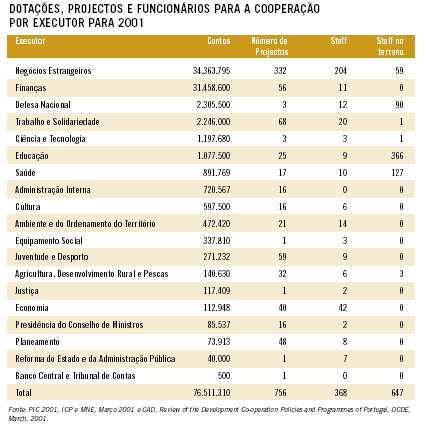 DOTAÇÕES, PROJECTOS E FUNCIONÁRIOS PARA A COOPERAÇÃO
POR EXECUTOR PARA 2001
Executor Contos Número de Projectos Staff Staff no terreno
Negócios Estrangeiros 34.363.795 332 204 59
Finanças 31.458.600 56 11 0
Defesa Nacional 2.305.500 3 12 90
Trabalho e Solidariedade 2.246.000 68 20 1
Ciência e Tecnologia 1.197.680 3 3 1
Educação 1.077.500 25 9 366
Saúde 891.769 17 10 127
Administração Interna 720.567 16 0 0
Cultura 597.500 16 6 0
Ambiente e do Ordenamento do Território 472.420 21 14 0
Equipamento Social 337.810 1 3 0
Juventude e Desporto 271.232 59 9 0
Agricultura, Desenvolvimento Rural e Pescas 140.630 32 6 3
Justiça 117.409 1 2 0
Economia 112.948 40 42 0
Presidência do Conselho de Ministros 85.537 16 2 0
Planeamento 73.913 48 8 0
Reforma do Estado e da Administração Pública 40.000 1 7 0
Banco Central e Tribunal de Contas 500 1 0 0
Total 76.511.310 756 368 647
Fonte: PIC 2001, ICP e MNE, Março 2001 e CAD, Review of the Development Co-operation Policies and Programmes of Portugal, OCDE,
March, 2001.